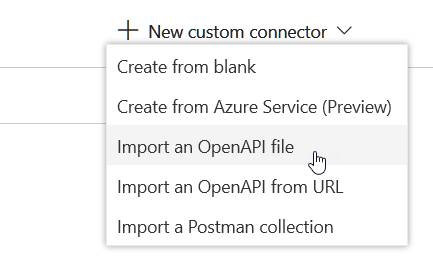 New custom connector
Create from blank
Create from Azure Service (Preview)
Import an OpenAPI file
Import an OpenAPI from URL
Import a Postman collection